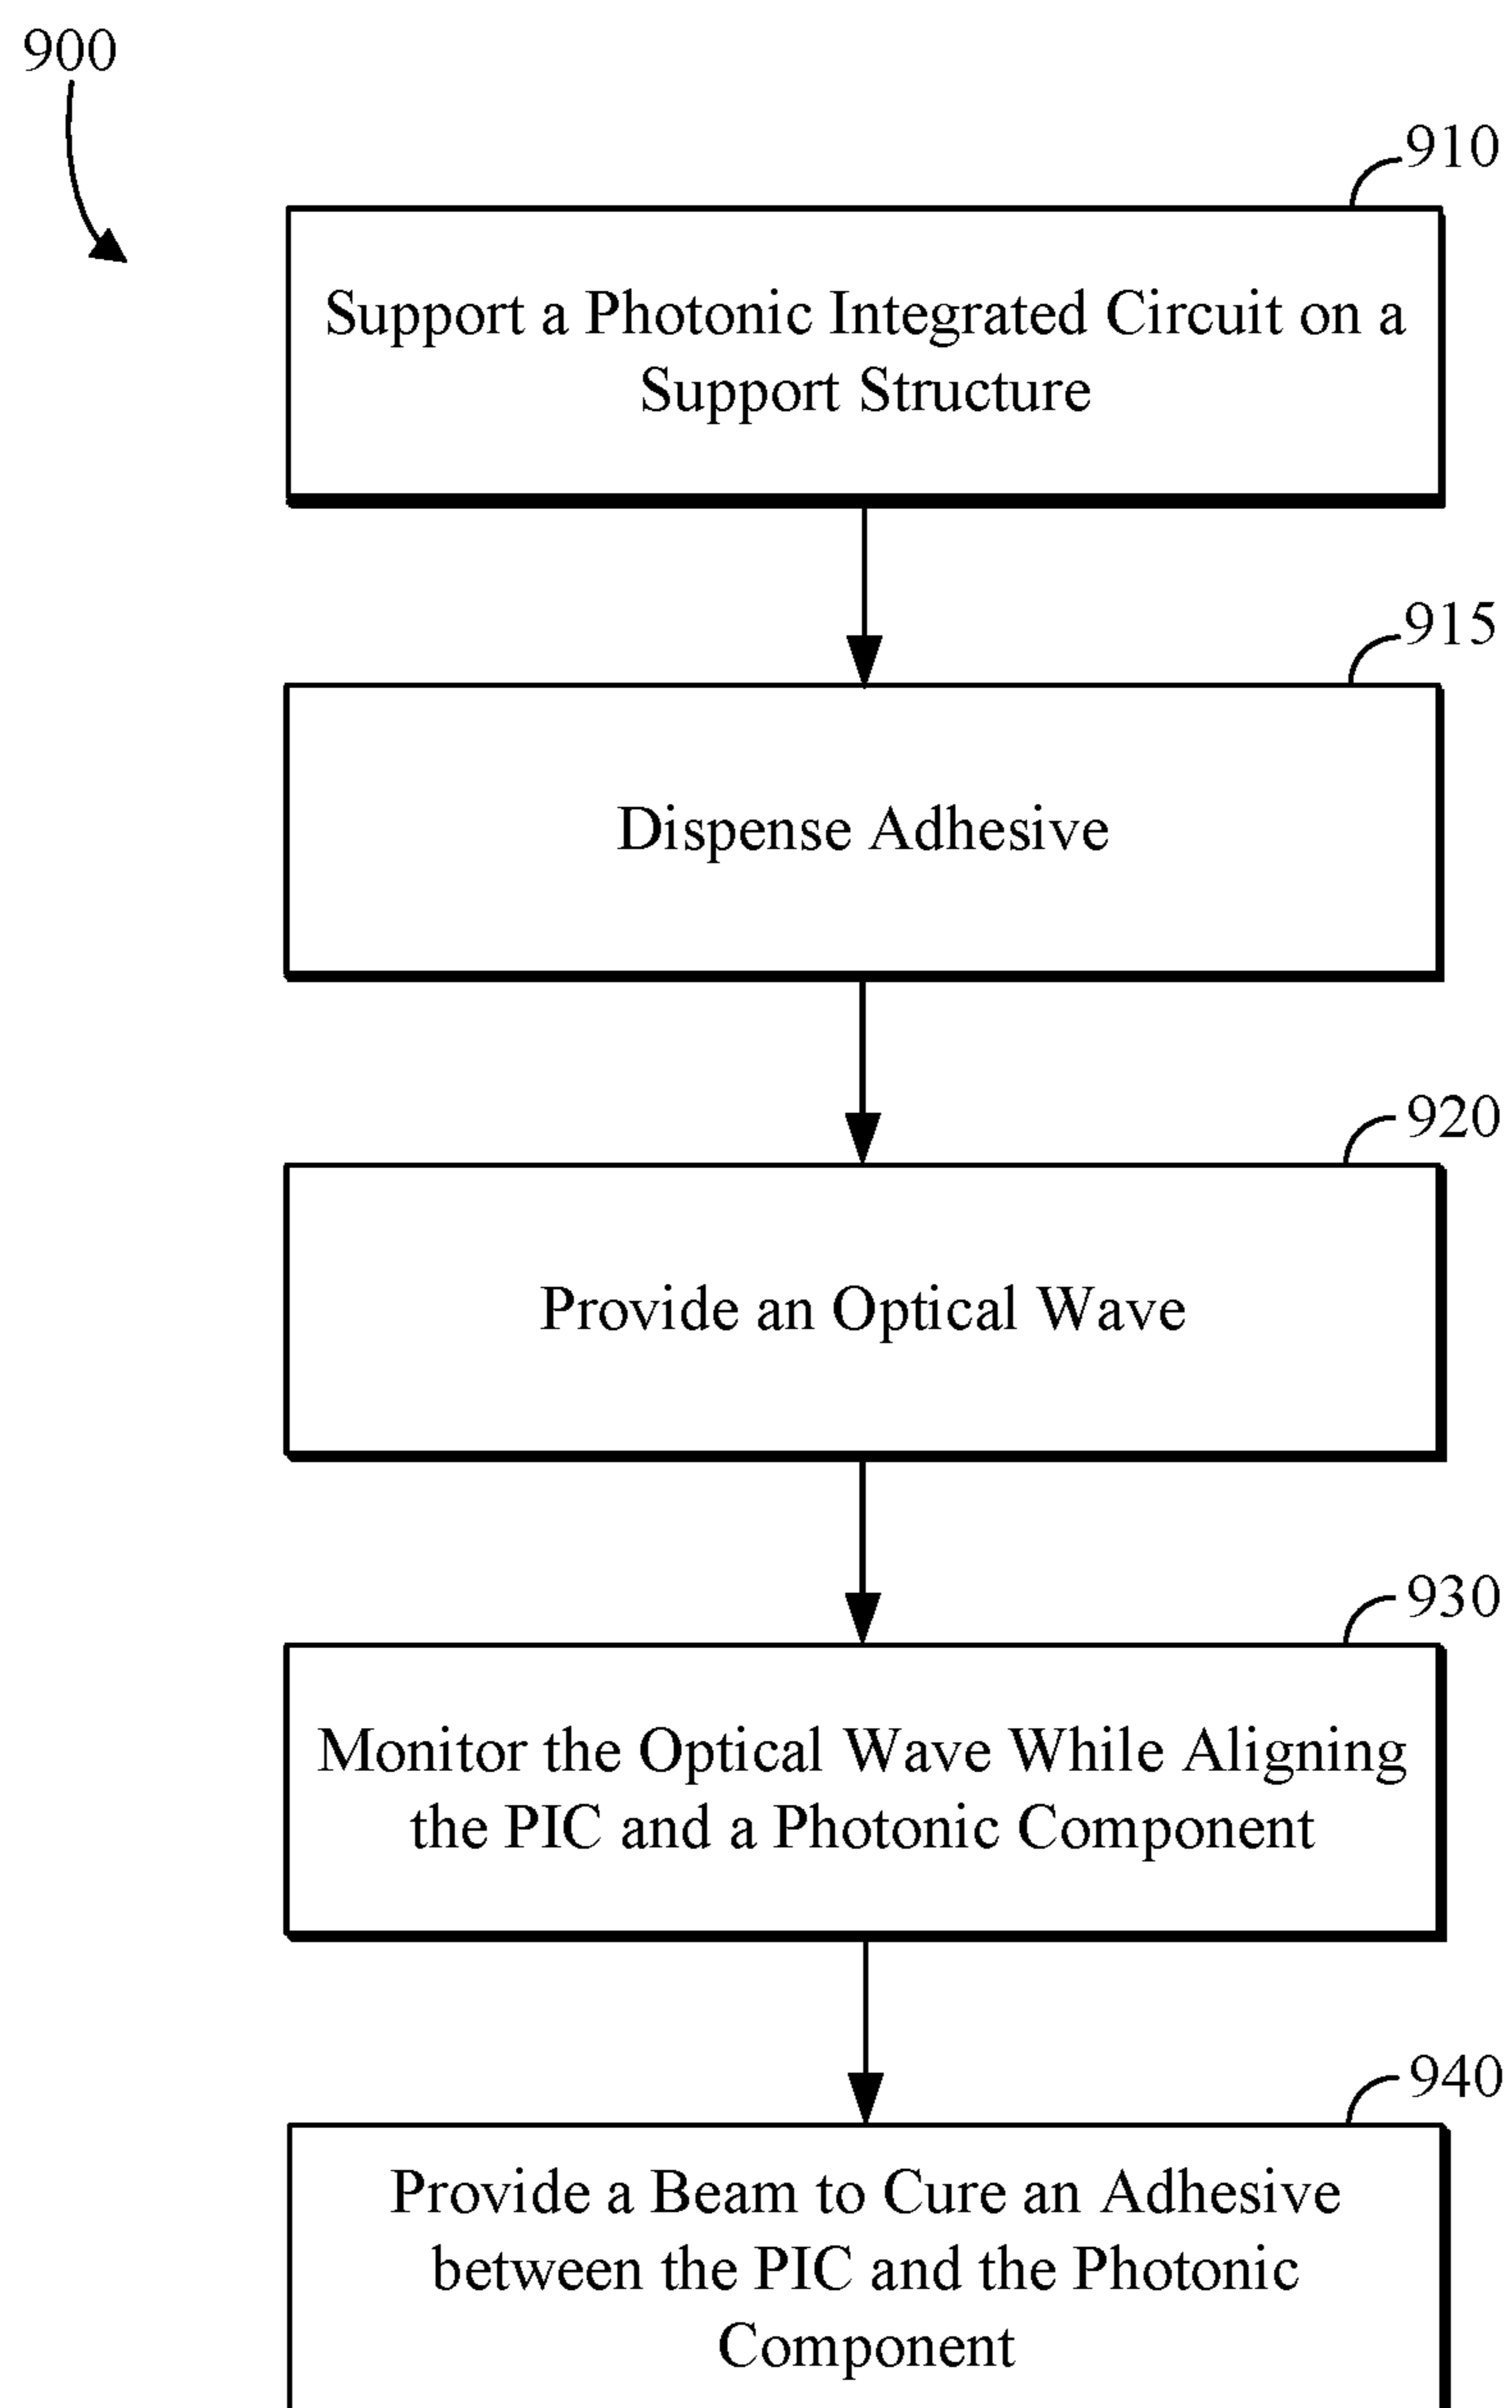 900
910
Support a Photonic Integrated Circuit on a
Support Structure
915
Dispense Adhesive
920
Provide an Optical Wave
930
Monitor the Optical Wave While Aligning
the PIC and a Photonic Component
940
Provide a Beam to Cure an Adhesive
between the PIC and the Photonic
Component